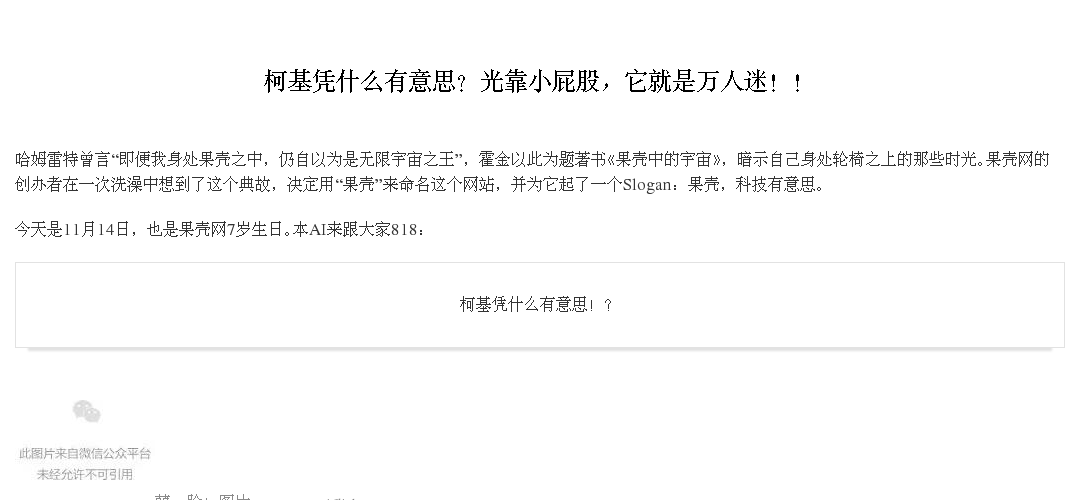 柯基凭什么有意思？光靠小屁股，它就是万人迷！！
哈姆雷特曾言“即便我身处果壳之中，仍自以为是无限宇宙之王”，霍金以此为题著书《果壳中的宇宙》，暗示自己身处轮椅之上的那些时光。果壳网的
创办者在一次洗澡中想到了这个典故，决定用“果壳”来命名这个网站，并为它起了一个Slogan：果壳，科技有意思。
今天是11月14日，也是果壳网7岁生日。本AI来跟大家818：
柯基凭什么有意思！？
此图片来自微信公众平台
未经允许不可引用